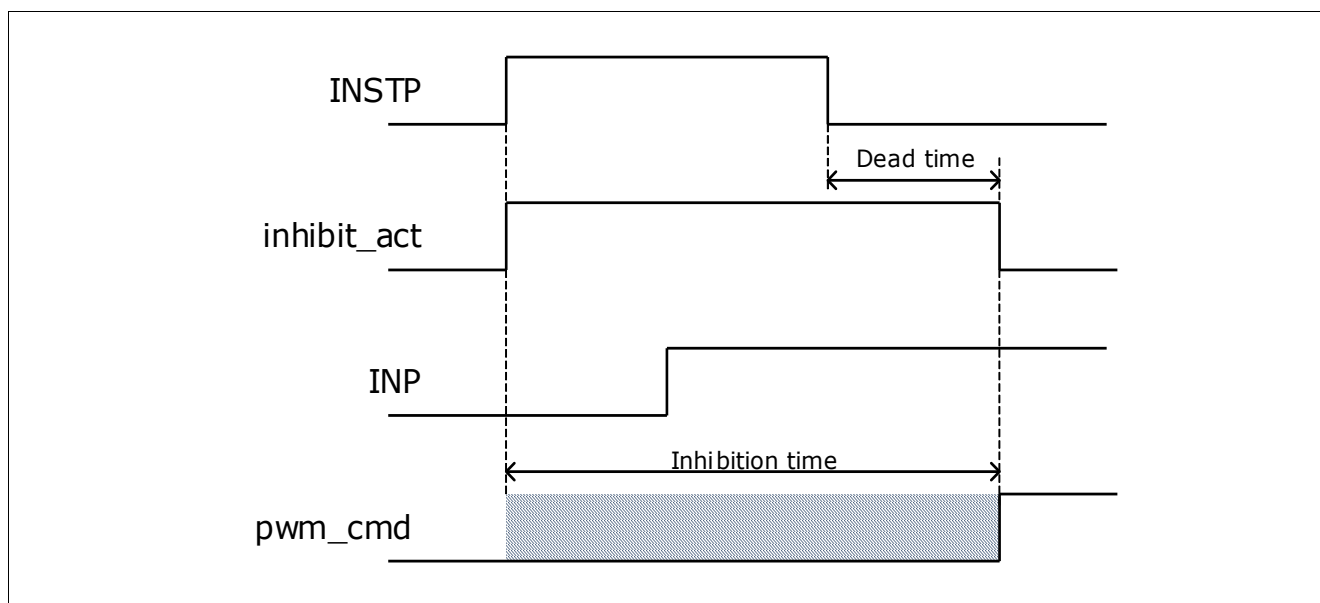 INSTP
Dead time
inhibit_act
INP
Inhibition time
pwm_cmd